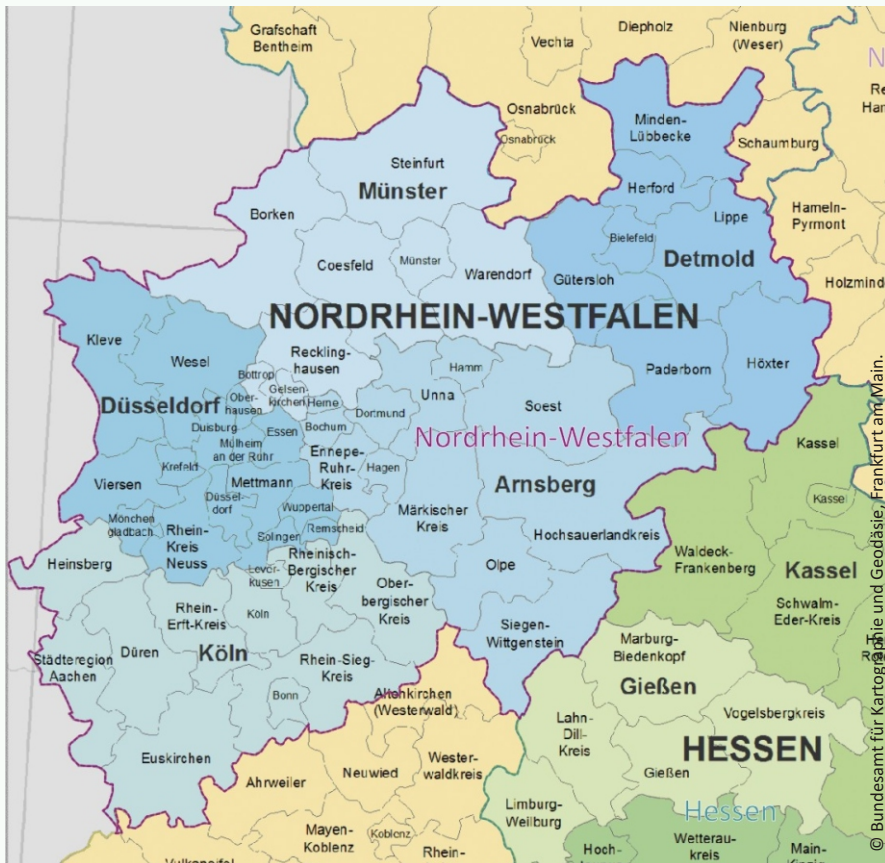 Grafschaft
Bentheim
Diepholz
Nienburg
(Weser)
Vechta
Osnabrück
Osnabrück
Minden-
Lübbecke
Schaumburg
Steinfurt
Münster
Herford
Borken
Lippe
Hameln-
Pyrmont
Bielefeld
Coesfeld
Münster
Warendorf
Gütersloh
Detmold
Holzminde
NORDRHEIN-WESTFALEN
Kleve
Wesel
Reckling-
hausen
Paderborn
Höxter
Bottrop
Gelsen-
kirchen
Herne
Hamm
Unna
Soest
Düsseldorf
Ober-
hausen
Dortmund
Duisburg
Essen
Bochum
Nordrhein-Westfalen
Kassel
Mülheim
an der Ruhr
Ennepe-
Ruhr-
Kreis
Hagen
Krefeld
Viersen
Mettmann
Arnsberg
Kasse
Düssel-
dorf
Wuppertal
Märkischer
Kreis
Mönchen
gladbach
Rhein-
Kreis
Neuss
Solingen
Remscheid
Hochsauerlandkreis
Heinsberg
Lever-
kusen
Rheinisch-
Bergischer
Kreis
Olpe
Waldeck-
Frankenberg
Kassel
Ober-
bergischer
Kreis
Rhein-
Erft-Kreis
Köln
Schwalm-
Eder-Kreis
Siegen-
Wittgenstein
Marburg-
Biedenkopf
Städteregion
Aachen
Düren
Köln
Rhein-Sieg-
Kreis
Gießen
Bonn
Altenkirchen
(Westerwald)
Lahn-
Dill-
Kreis
Vogelsbergkreis
Euskirchen
HESSEN
Ahrweiler
Neuwied
Wester-
waldkreis
Gießen
Limburg-
Weilburg
Hessen
Mayen-
Koblenz
Koblenz
Rhein-
Hoch-
Wetterau-
kreis
Main-
© Bundesamt für Kartographie und Geodäsie, Frankfurt am Main.